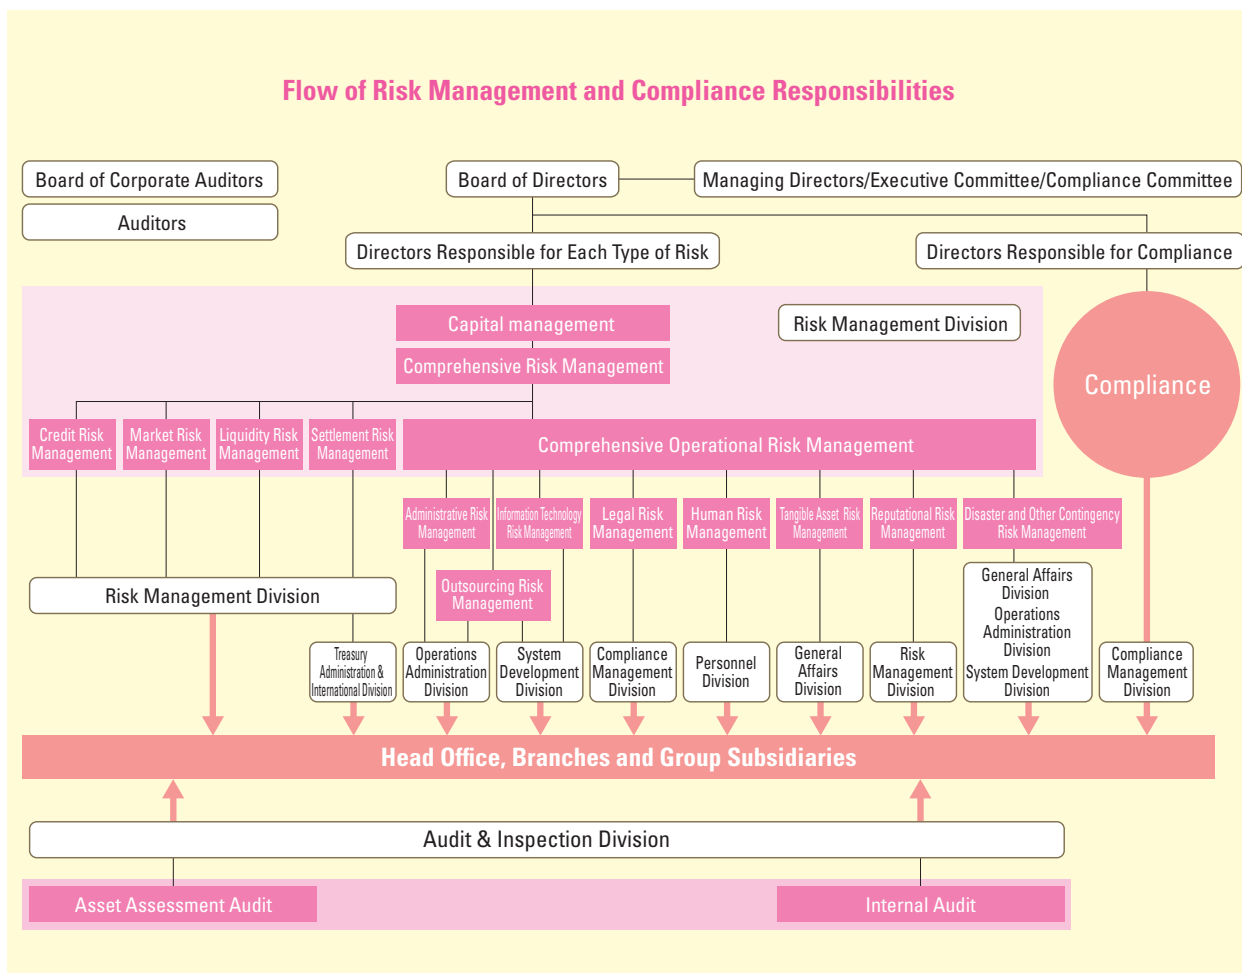 Flow of Risk Management and Compliance Responsibilities
Board of Corporate Auditors
Board of Directors
Managing Directors/Executive Committee/Compliance Committee
Auditors
Directors Responsible for Each Type of Risk
Directors Responsible for Compliance
Capital management
Risk Management Division
Comprehensive Risk Management
Compliance
Credit Risk
Management
Market Risk
Management
Liquidity Risk
Management
Settlement Risk
Management
Comprehensive Operational Risk Management
Administrative Risk
Management
Information Technology
Risk Management
Legal Risk
Management
Human Risk
Management
Tangible Asset Risk
Management
Reputational Risk
Management
Disaster and Other Contingency
Risk Management
Outsourcing Risk
Management
Risk Management Division
Treasury
Administration &
International Division
Operations
Administration
Division
System
Development
Division
Compliance
Management
Division
Personnel
Division
General
Affairs
Division
Risk
Management
Division
General Affairs
Division
Operations
Administration
Division
System Development
Division
Compliance
Management
Division
Head Office, Branches and Group Subsidiaries
Audit & Inspection Division
Asset Assessment Audit
Internal Audit